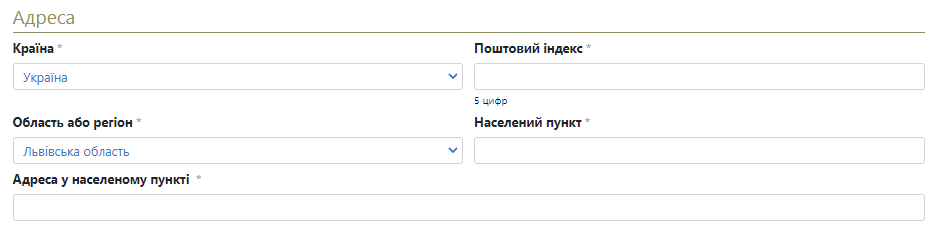 Адреса
Країна *
Поштовий індекс *
Україна
5 цифр
Область або регіон *
Населений пункт *
Львівська область
Адреса у населеному пункті *